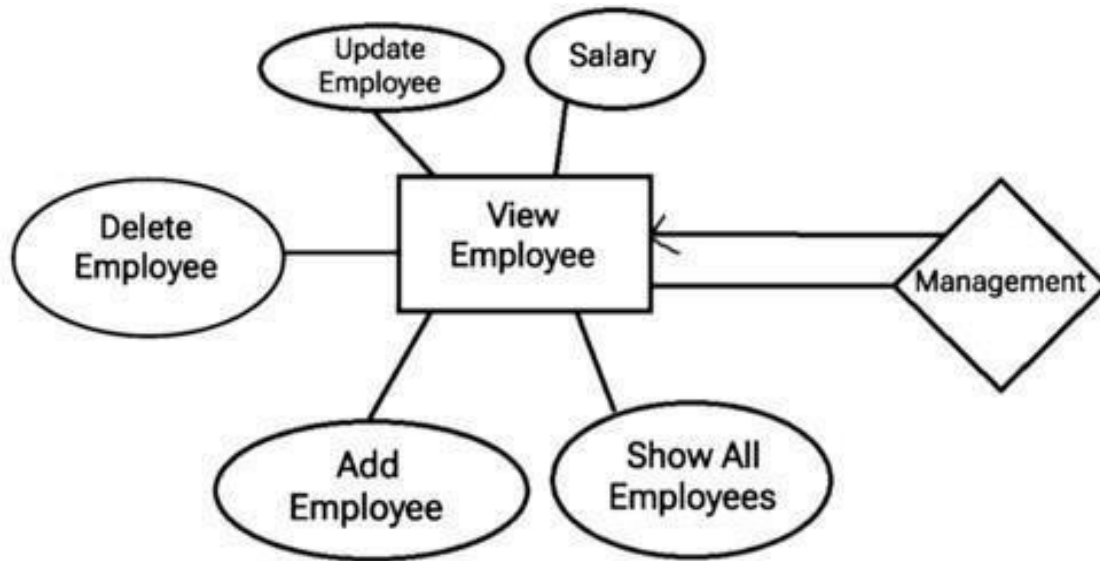 Update
Employee
Salary
Delete
Employee
View
Employee
Management
Add
Employee
Show All
Employees